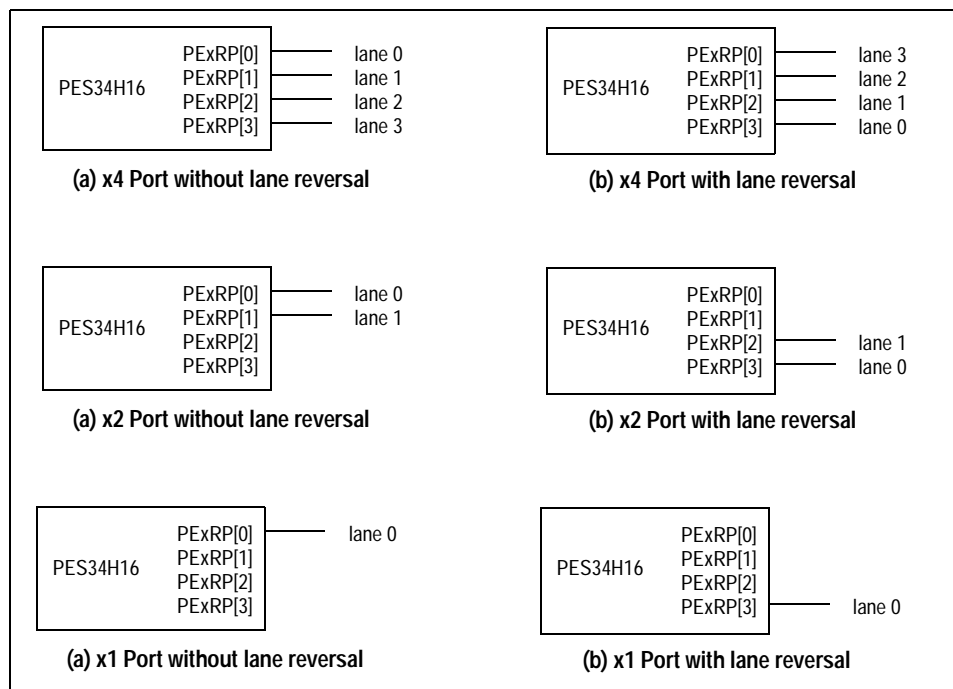 PES34H16
PExRP[0] lane 0
PExRP[1] lane 1
PExRP[2] lane 2
PExRP[3] lane 3
(a) x4 Port without lane reversal
PES34H16
PExRP[0] lane 3
PExRP[1] lane 2
PExRP[2] lane 1
PExRP[3] lane 0
(b) x4 Port with lane reversal
PES34H16
PExRP[0] lane 0
PExRP[1] lane 1
PExRP[2]
PExRP[3]
(a) x2 Port without lane reversal
PES34H16
PExRP[0]
PExRP[1]
PExRP[2] lane 1
PExRP[3] lane 0
(b) x2 Port with lane reversal
PES34H16
PExRP[0] lane 0
PExRP[1]
PExRP[2]
PExRP[3]
(a) x1 Port without lane reversal
PES34H16
PExRP[0]
PExRP[1]
PExRP[2]
PExRP[3] lane 0
(b) x1 Port with lane reversal